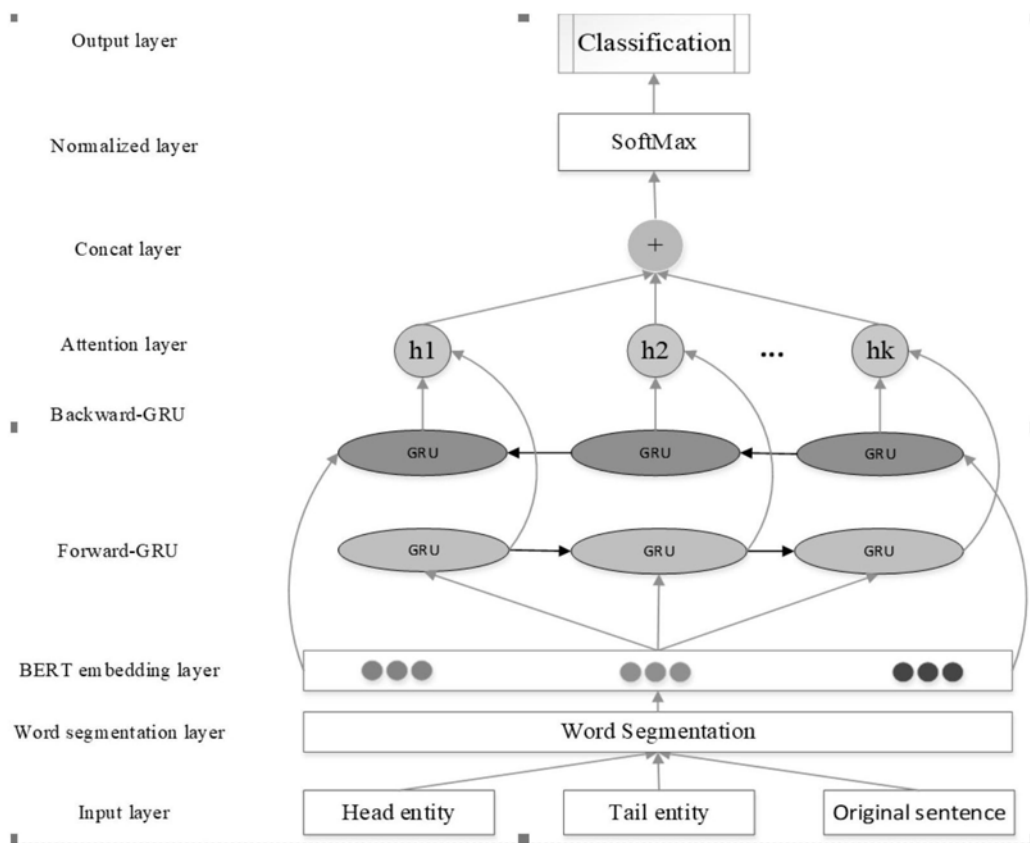 Output layer
Classification
Normalized layer
SoftMax
Concat layer
+
Attention layer
h1
h2
...
hk
Backward-GRU
GRU
GRU
GRU
Forward-GRU
GRU
GRU
GRU
BERT embedding layer
Word segmentation layer
Word Segmentation
Input layer
Head entity
Tail entity
Original sentence